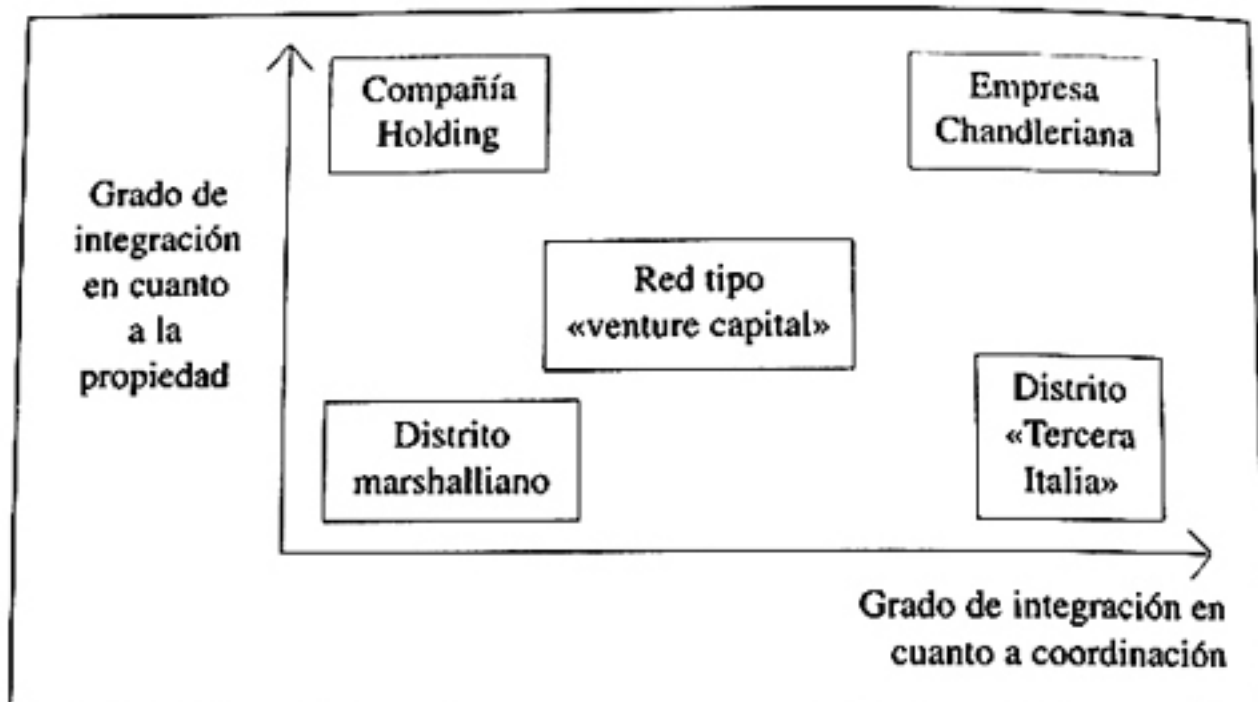 Compañía
Holding
Empresa
Chandleriana
Grado de
integración
en cuanto
a la
propiedad
Red tipo
«venture capital»
Distrito
marshalliano
Distrito
«Tercera
Italia»
Grado de integración en
cuanto a coordinación